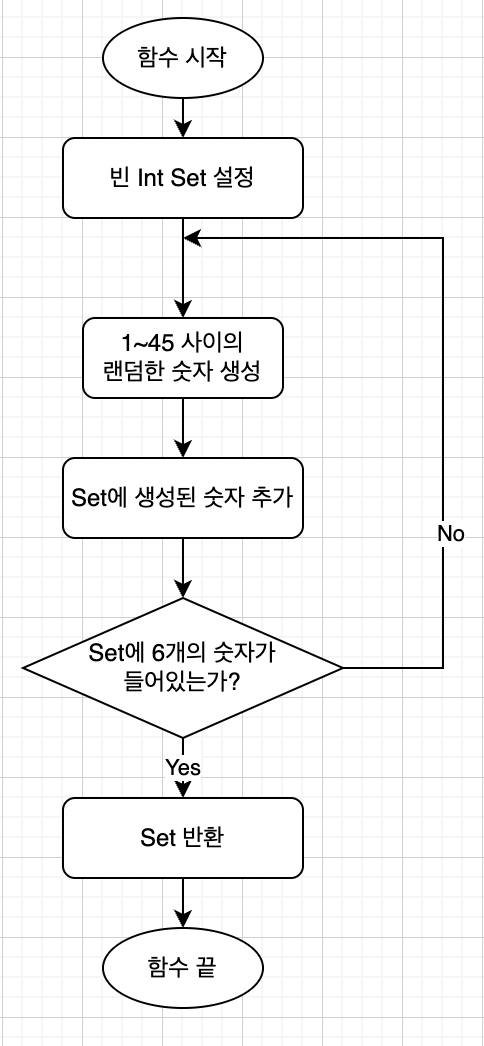 함수 시작
빈 Int Set 설정
1~45 사이의
랜덤한 숫자 생성
Set에 생성된 숫자 추가
No
Set에 6개의 숫자가
들어있는가?
Yes
Set 반환
함수 끝